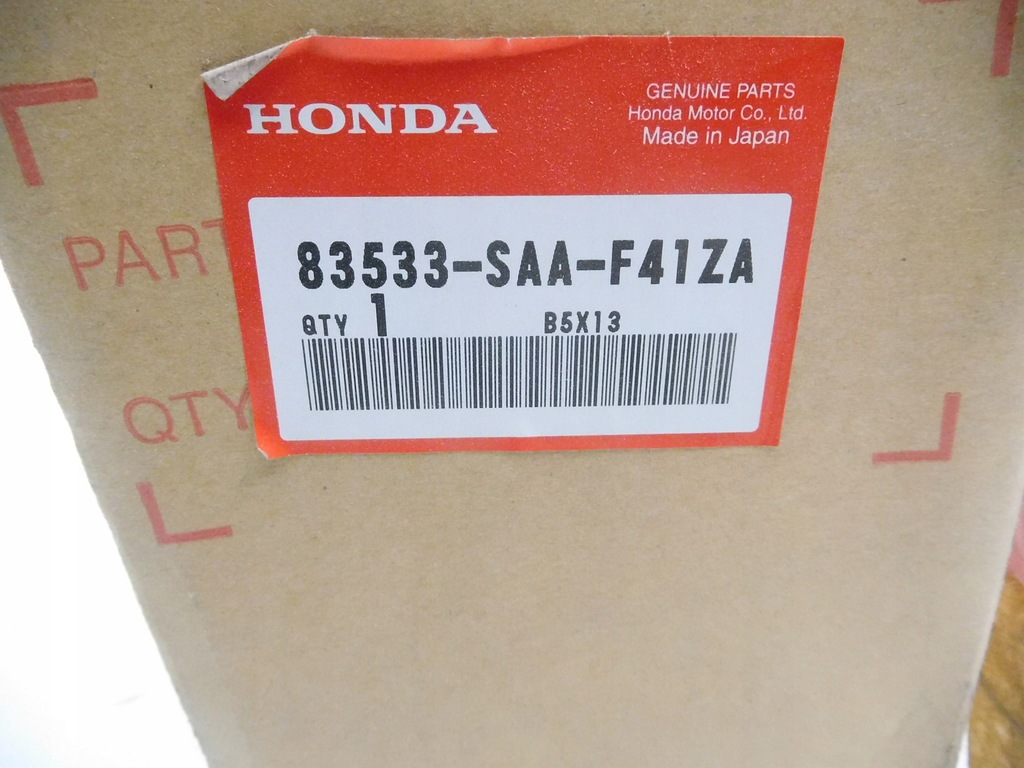 HONDA
GENUINE PARTS
Honda Motor Co., Ltd.
Made in Japan
PART
83533-SAA-F41ZA
QTY 1 B5X13
QTY